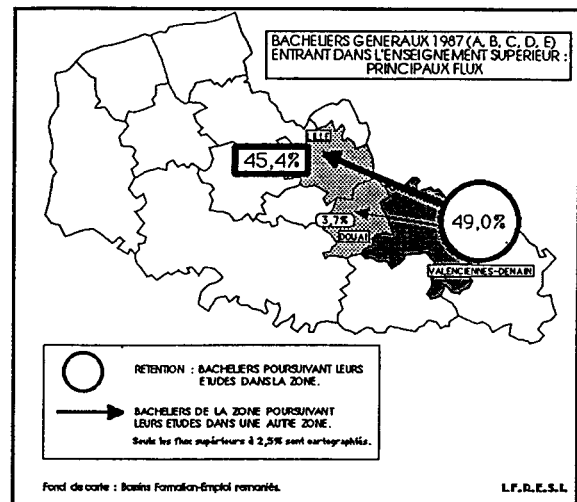 BACHELIERS GENERAUX 1987 (A, B, C, D, E)
ENTRANT DANS L'ENSEIGNEMENT SUPERIEUR :
PRINCIPAUX FLUX
LILLE
45,4%
3,7%
49,0%
DOUAI
VALENCIENNES-DENAIN
RETENTION : BACHELIERS POURSUIVANT LEURS
ETUDES DANS LA ZONE.
BACHELIERS DE LA ZONE POURSUIVANT
LEURS ETUDES DANS UNE AUTRE ZONE.
Seuls les flux supérieurs à 2,5% sont cartographiés.
Fond de carte : Bassins Formation-Emploi remaniés.
I.F.R.E.S.I.